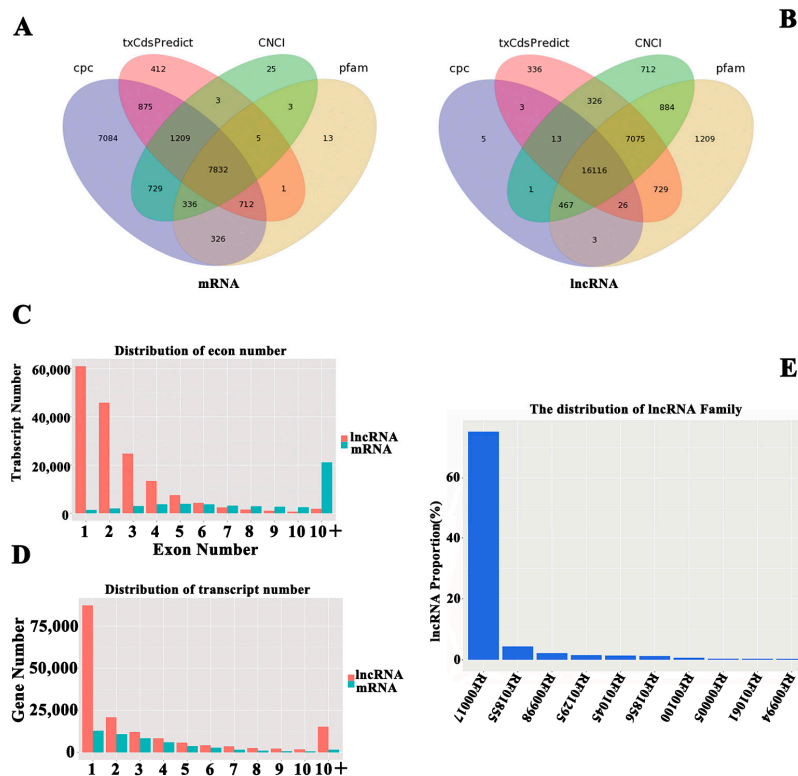 A
B
txCdsPredict CNCI
cpc pfam
412 25
875 3 3
7084 1209 5 13
7832
729 1
336 712
326
mRNA
txCdsPredict CNCI
cpc pfam
336 712
3 326 884
5 13 7075 1209
16116
1 729
467 26
3
lncRNA
C
Distribution of econ number
Trabscript Number
60,000
40,000
20,000
0
lncRNA
mRNA
1 2 3 4 5 6 7 8 9 10 10+
Exon Number
D
Distribution of transcript number
Gene Number
75,000
50,000
25,000
0
lncRNA
mRNA
1 2 3 4 5 6 7 8 9 10 10+
E
The distribution of lncRNA Family
lncRNA Proportion(%)
60
40
20
0
RF00017
RF01855
RF00998
RF01295
RF01045
RF01856
RF00100
RF00005
RF01061
RF00994